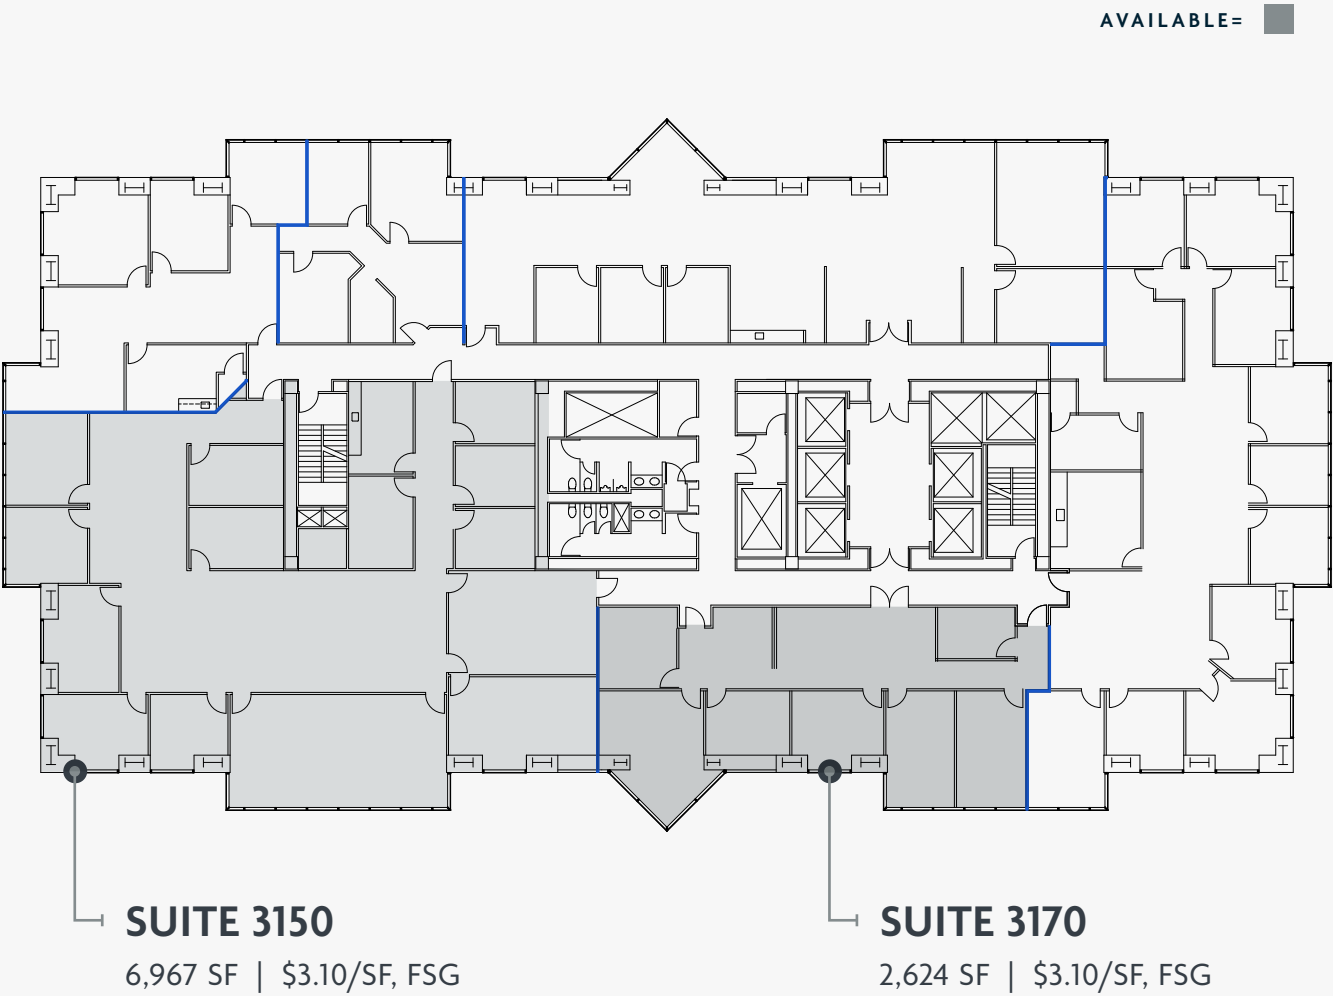 AVAILABLE=
SUITE 3150
6,967 SF | $3.10/SF, FSG
SUITE 3170
2,624 SF | $3.10/SF, FSG